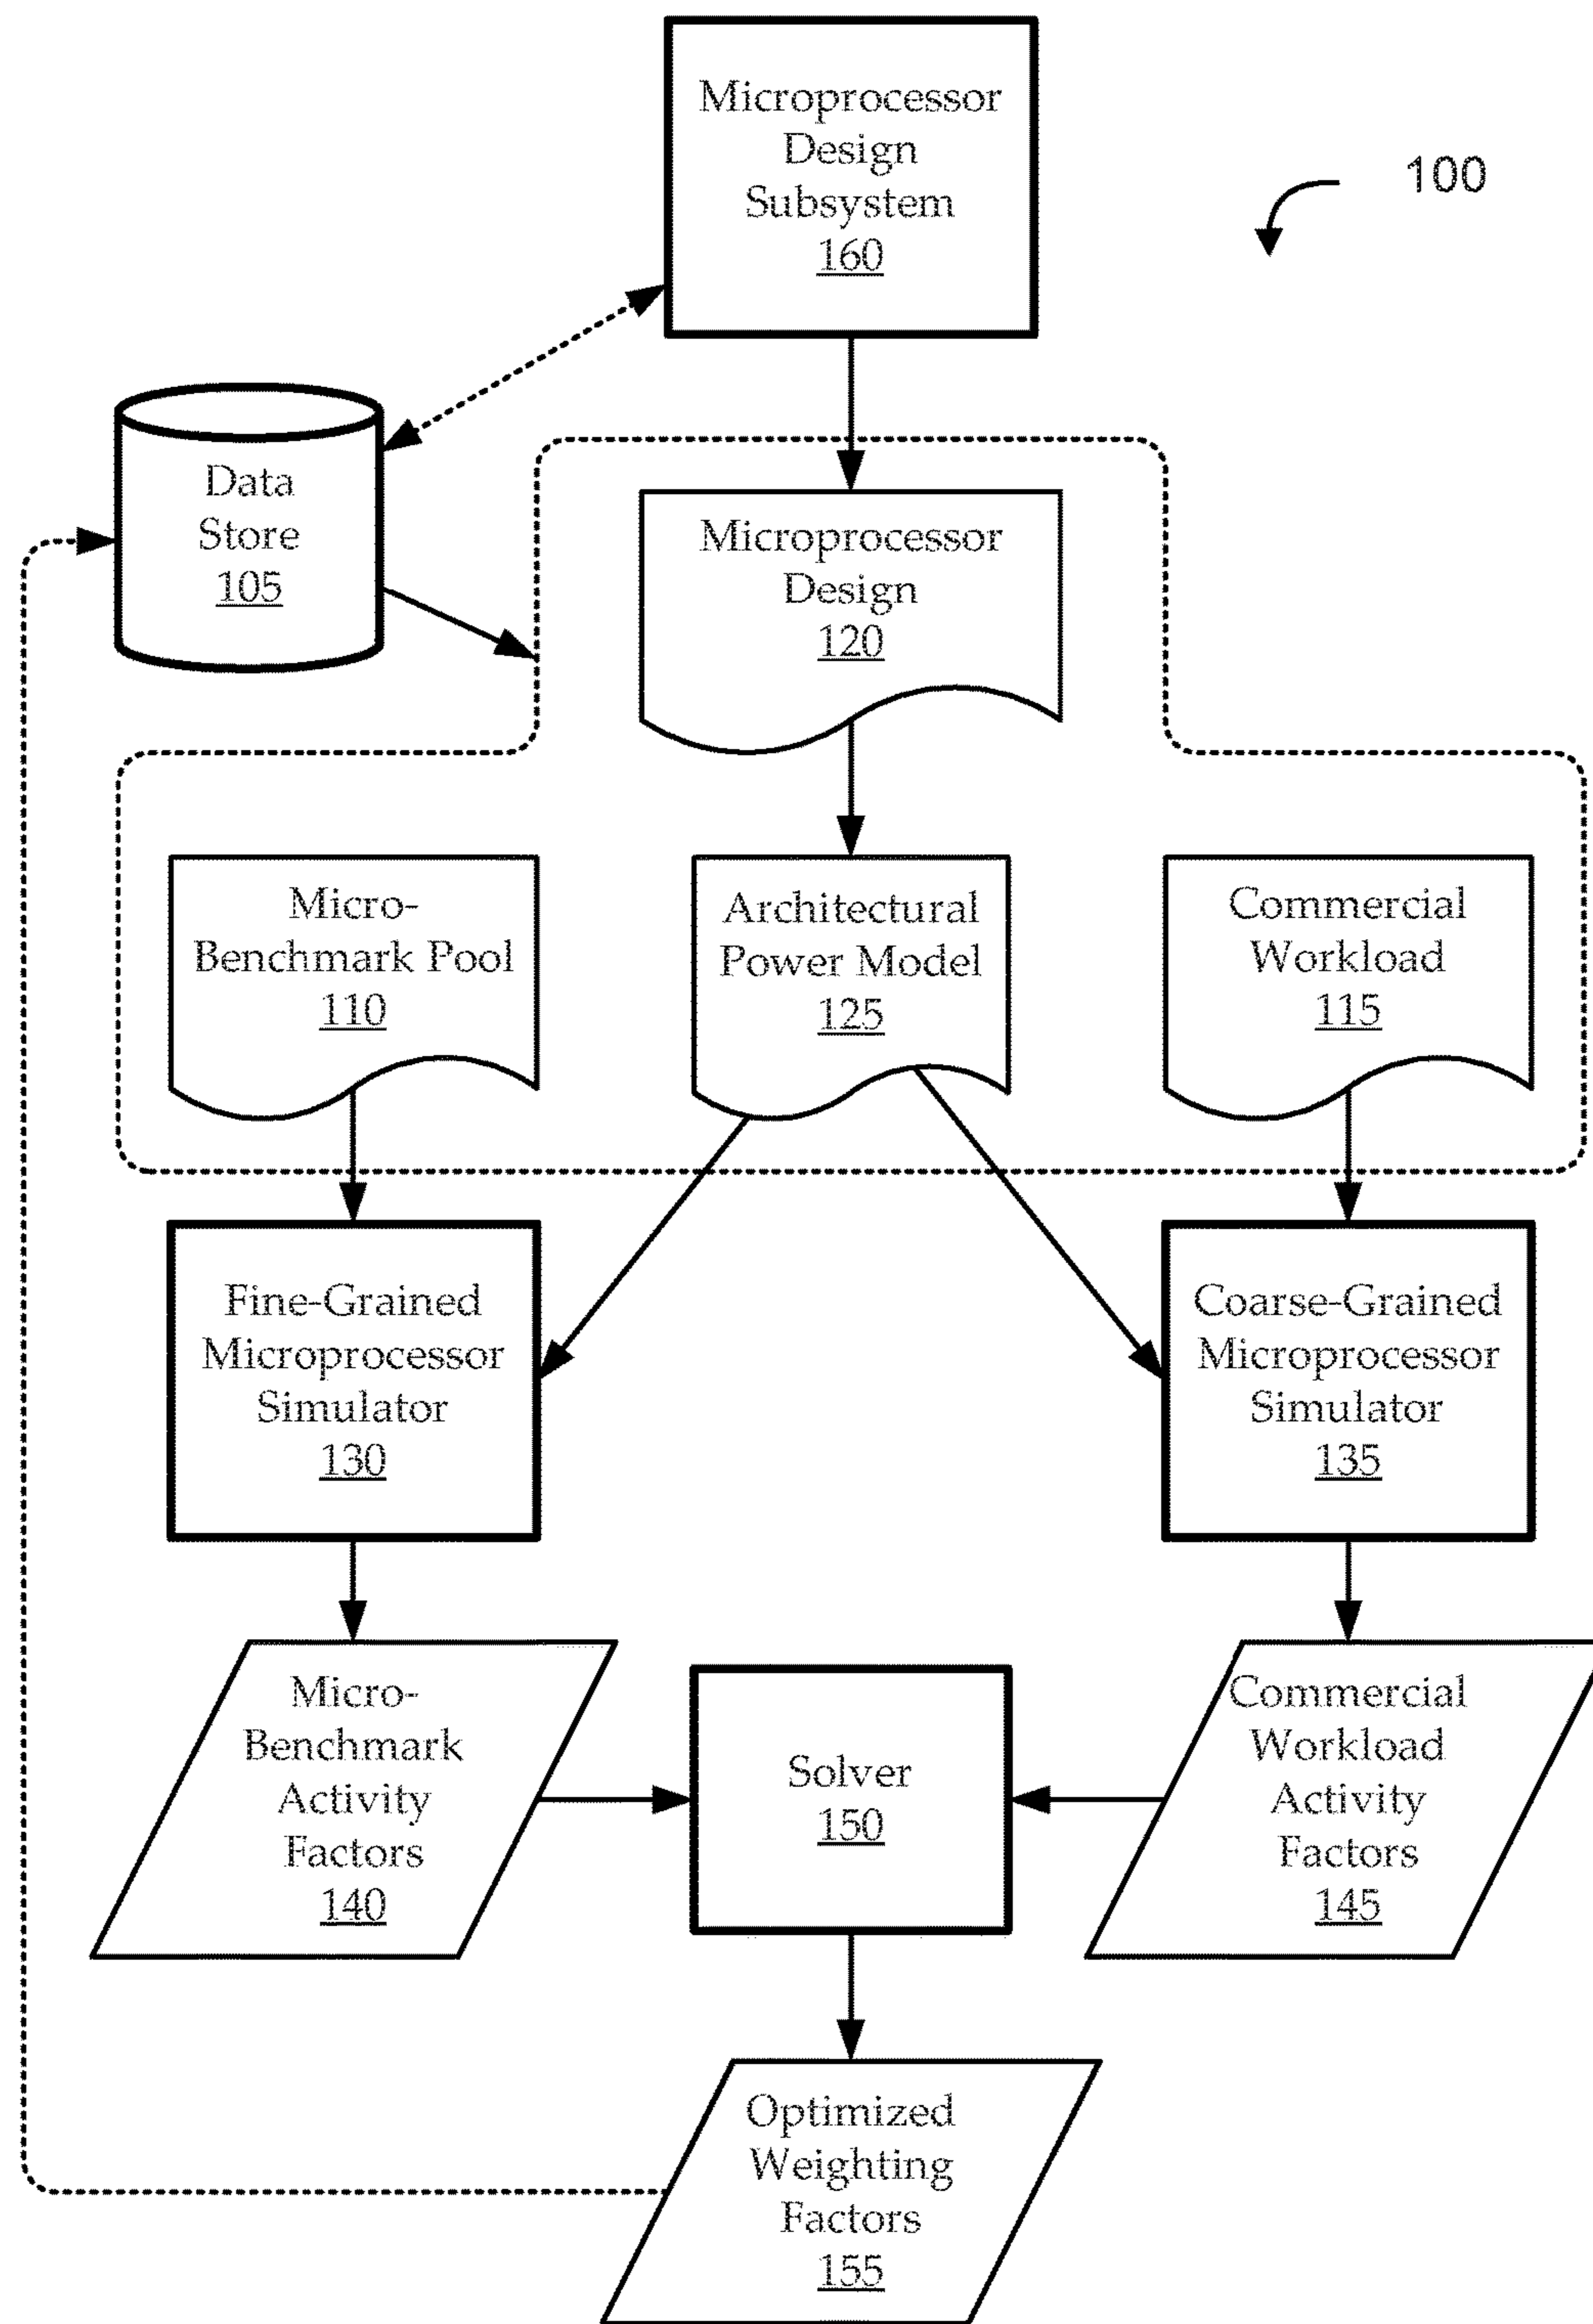 Microprocessor
Design
Subsystem
160
100
Data
Store
105
Microprocessor
Design
120
Micro-
Benchmark Pool
110
Architectural
Power Model
125
Commercial
Workload
115
Fine-Grained
Microprocessor
Simulator
130
Coarse-Grained
Microprocessor
Simulator
135
Micro-
Benchmark
Activity
Factors
140
Solver
150
Commercial
Workload
Activity
Factors
145
Optimized
Weighting
Factors
155